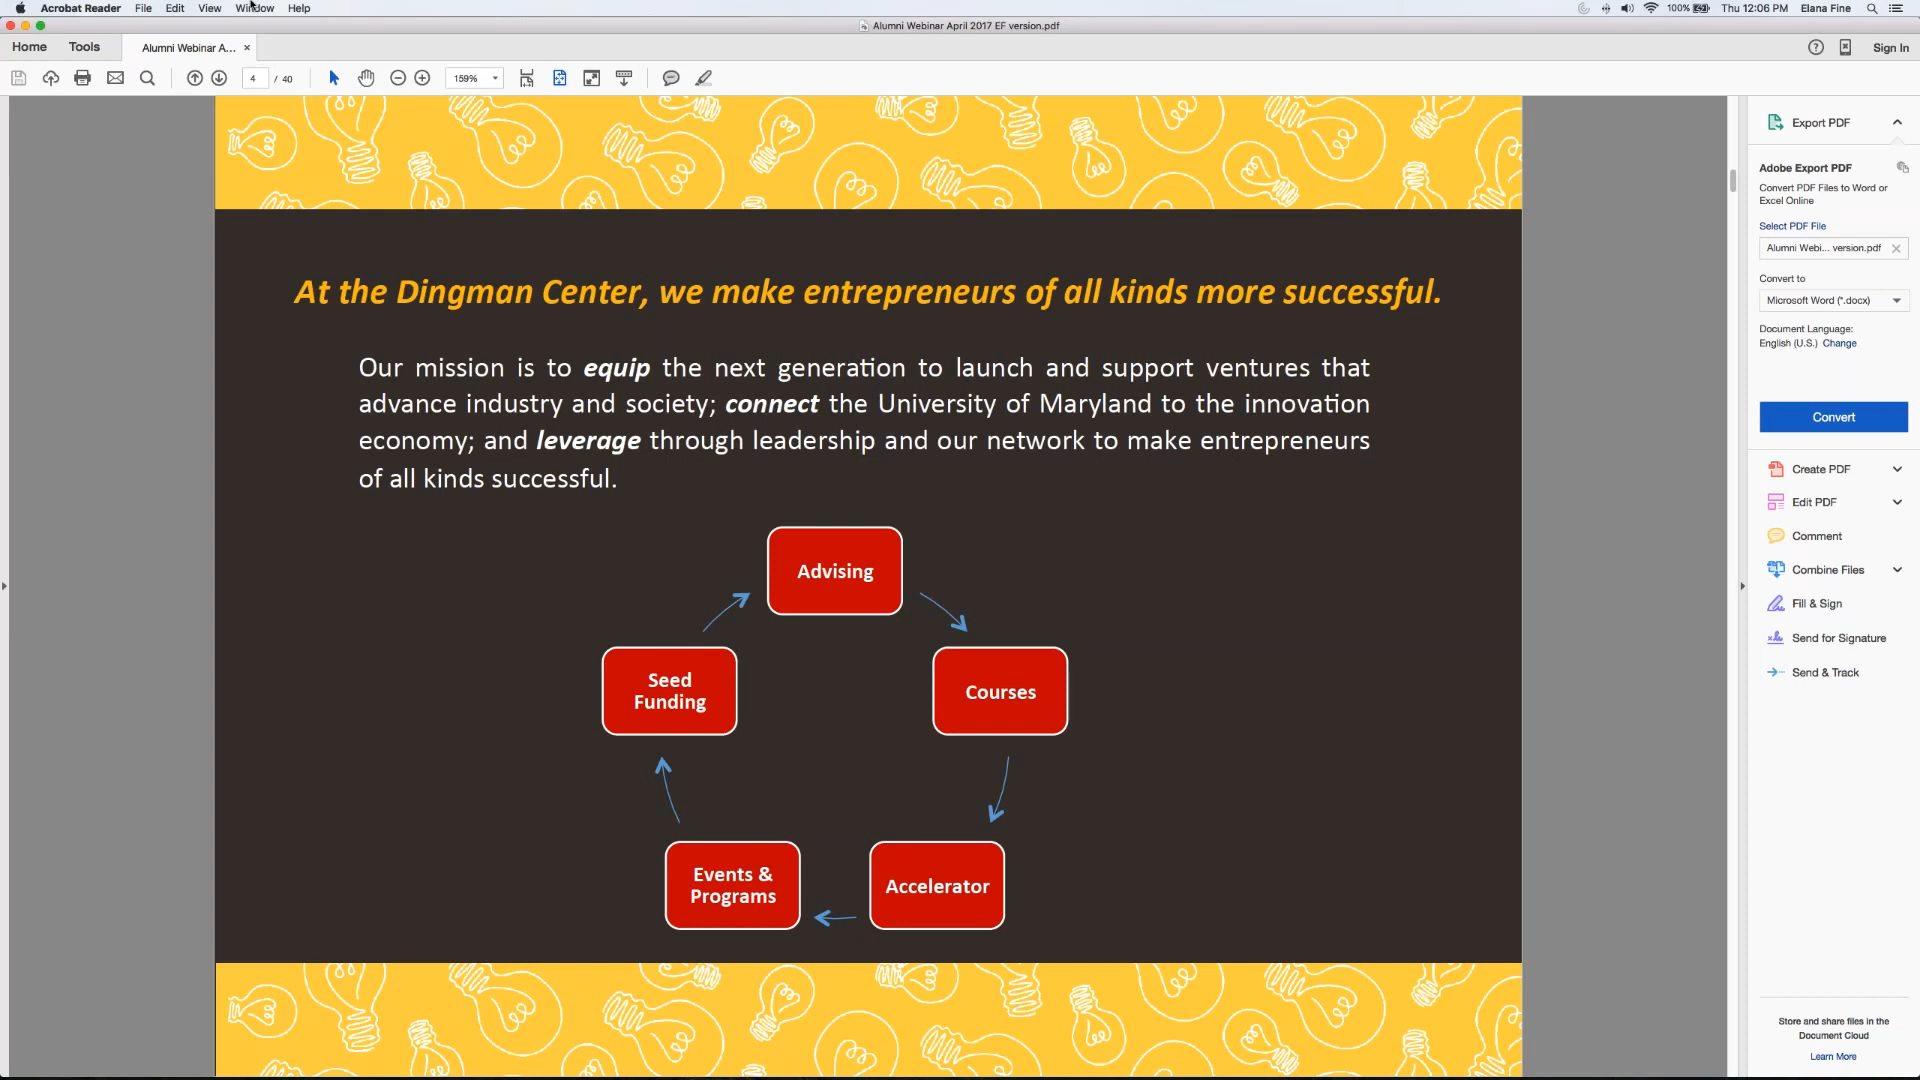 Acrobat Reader File Edit View Window Help
100% Thu 12:06 PM Elana Fine
Alumni Webinar April 2017 EF version.pdf
Home Tools Alumni Webinar A... ×
Sign In
4 / 40
159%
Export PDF
Adobe Export PDF
Convert PDF Files to Word or
Excel Online
Select PDF File
Alumni Webi... version.pdf
Convert to
Microsoft Word (*.docx)
Document Language:
English (U.S.) Change
Convert
Create PDF
Edit PDF
Comment
Combine Files
Fill & Sign
Send for Signature
Send & Track
Store and share files in the
Document Cloud
Learn More
At the Dingman Center, we make entrepreneurs of all kinds more successful.
Our mission is to equip the next generation to launch and support ventures that
advance industry and society; connect the University of Maryland to the innovation
economy; and leverage through leadership and our network to make entrepreneurs
of all kinds successful.
Advising
Seed
Funding
Courses
Events &
Programs
Accelerator